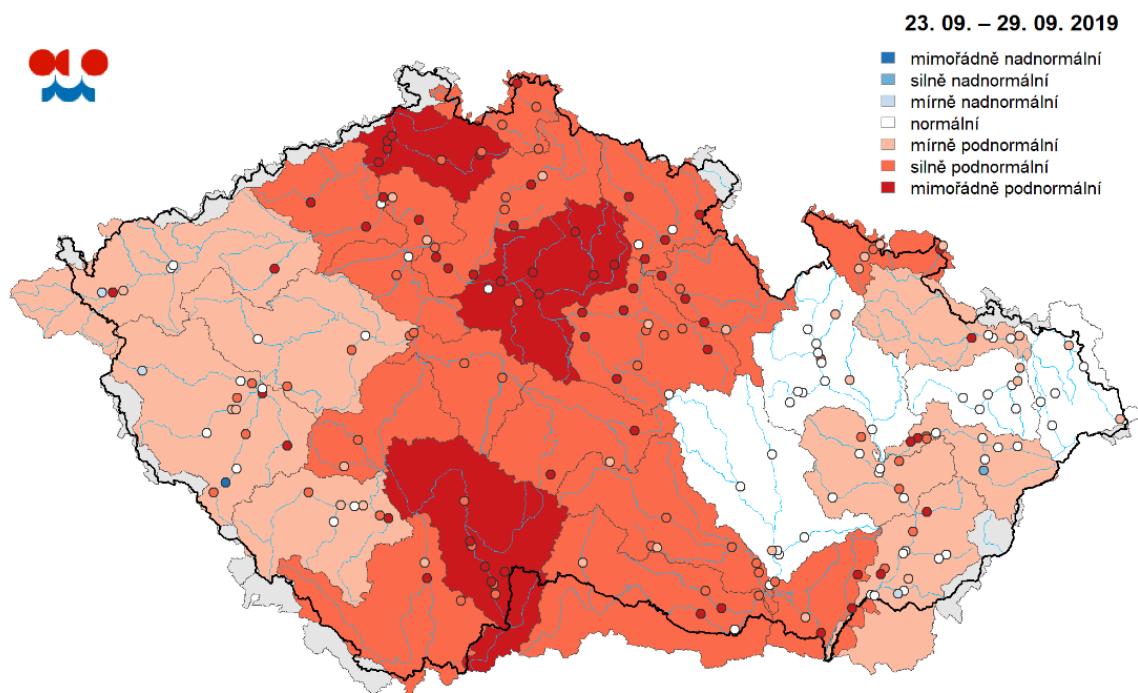 23. 09. – 29. 09. 2019
mimořádně nadnormální
silně nadnormální
mírně nadnormální
normální
mírně podnormální
silně podnormální
mimořádně podnormální